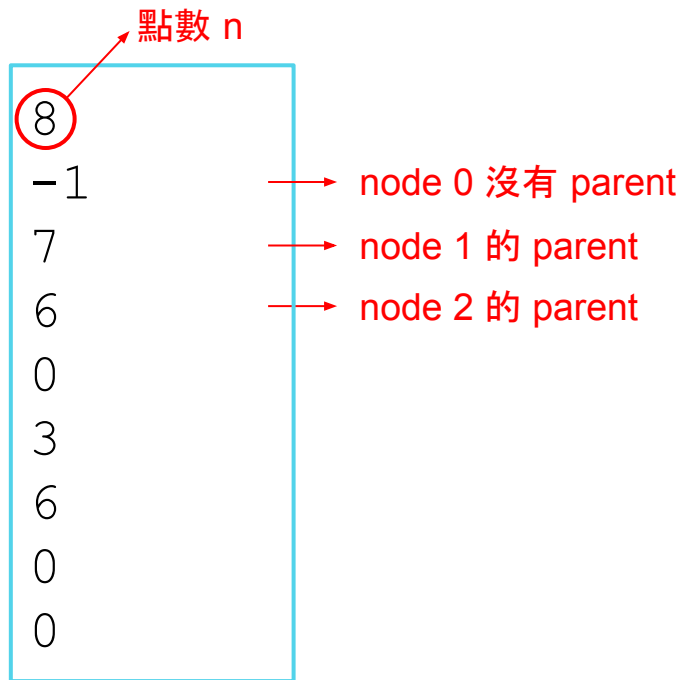 點數 n
8
-1 node 0 沒有 parent
7 node 1 的 parent
6 node 2 的 parent
0
3
6
0
0